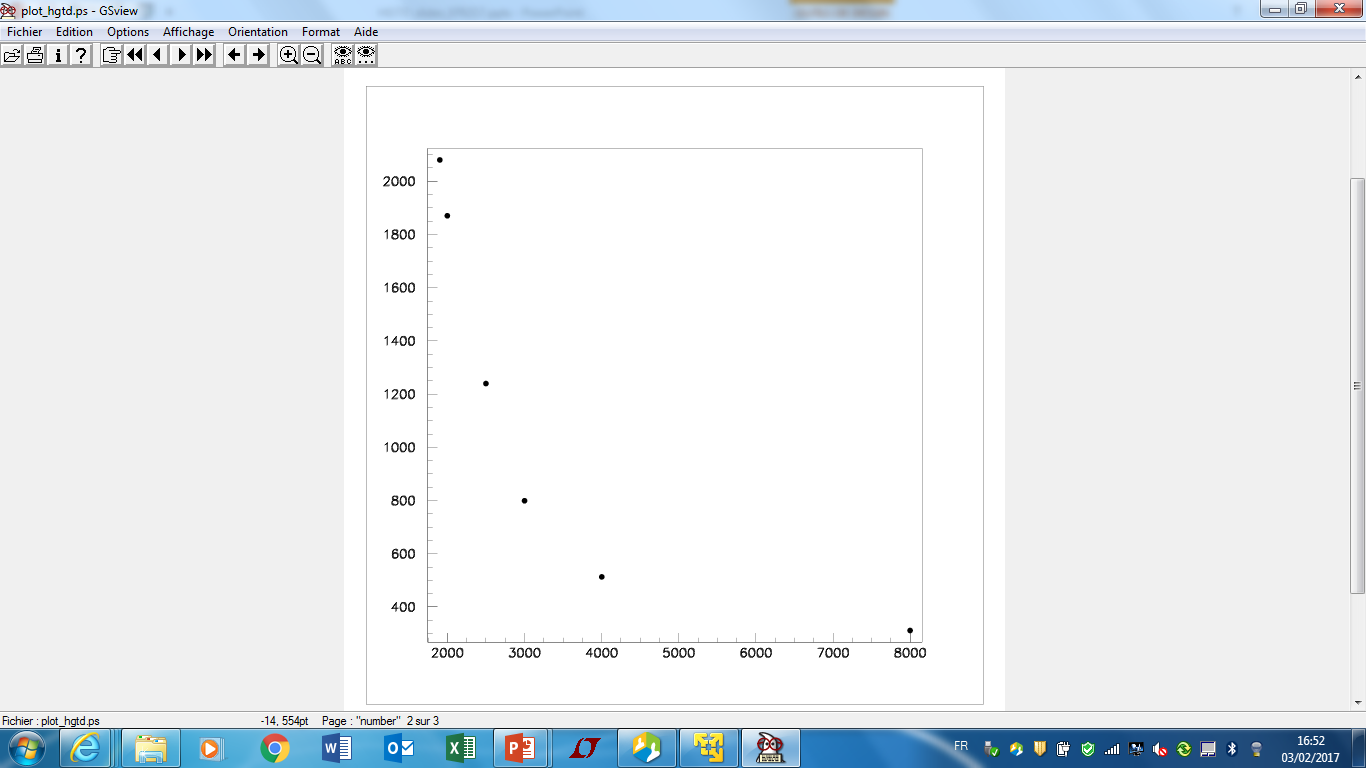 plot_hgtd.ps - GSview
Fichier Edition Options Affichage Orientation Format Aide
i ? ABC
2000
1800
1600
1400
1200
1000
800
600
400
2000 3000 4000 5000 6000 7000 8000
Fichier : plot_hgtd.ps -14, 554pt Page : "number" 2 sur 3
FR 16:52
03/02/2017